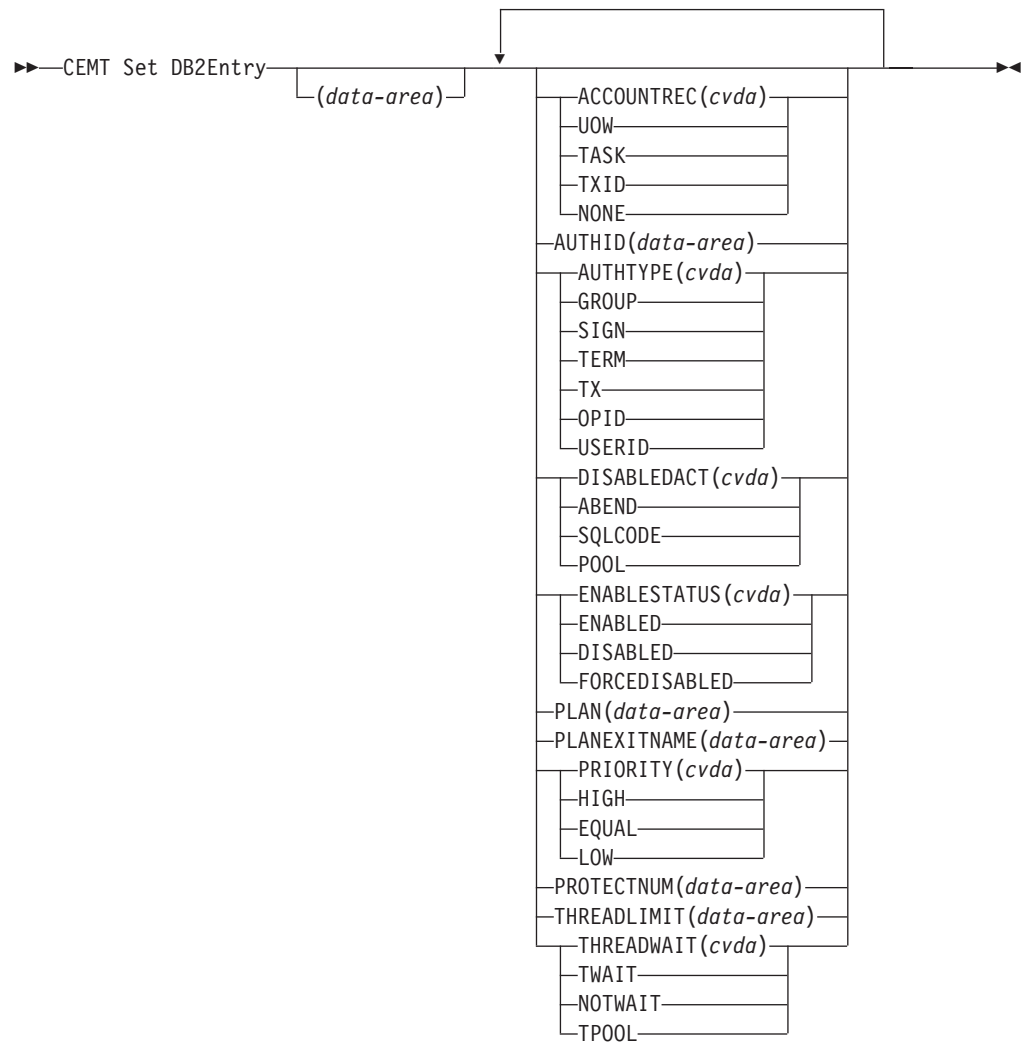 CEMT Set DB2Entry
(data-area)
ACCOUNTREC(cvda)
UOW
TASK
TXID
NONE
AUTHID(data-area)
AUTHTYPE(cvda)
GROUP
SIGN
TERM
TX
OPID
USERID
DISABLEDACT(cvda)
ABEND
SQLCODE
POOL
ENABLESTATUS(cvda)
ENABLED
DISABLED
FORCEDISABLED
PLAN(data-area)
PLANEXITNAME(data-area)
PRIORITY(cvda)
HIGH
EQUAL
LOW
PROTECTNUM(data-area)
THREADLIMIT(data-area)
THREADWAIT(cvda)
TWAIT
NOTWAIT
TPOOL